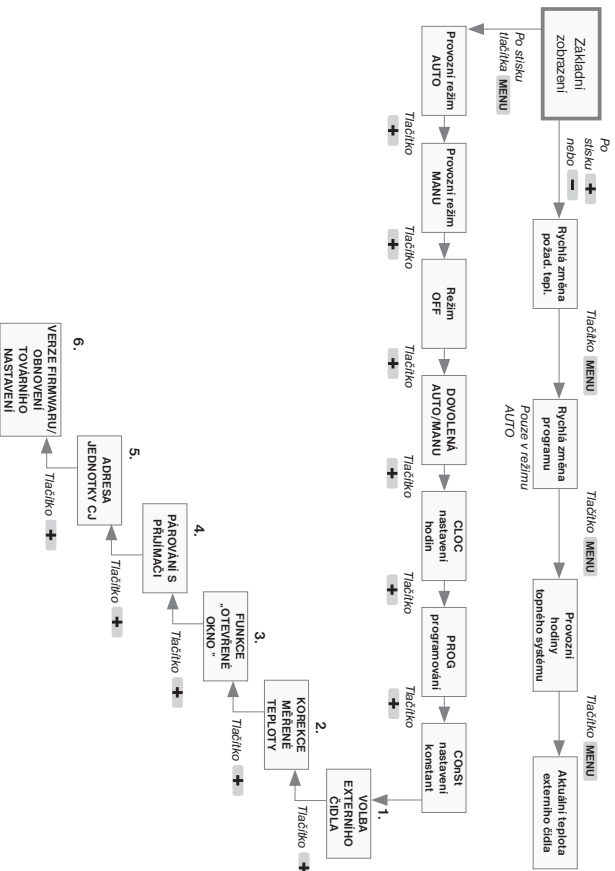 Základní
zobrazení
Po
stisku +
nebo −
Rychlá změna
požad. tepl.
Tlačítko MENU
Rychlá změna
programu
Pouze v režimu
AUTO
Tlačítko MENU
Provozní
hodiny
topného systému
Tlačítko MENU
Aktuální teplota
externího čidla
Po stisku
tlačítka MENU
Provozní režim
AUTO
Tlačítko
+
Provozní režim
MANU
Tlačítko
+
Režim
OFF
Tlačítko
+
DOVOLENÁ
AUTO/MANU
Tlačítko
+
CLOC
nastavení
hodin
Tlačítko
+
PROG
programování
Tlačítko
+
COnSt
nastavení
konstant
1.
VOLBA
EXTERNÍHO
ČIDLA
Tlačítko +
2.
KOREKCE
MĚŘENÉ
TEPLOTY
Tlačítko +
3.
FUNKCE
„OTEVŘENÉ
OKNO"
Tlačítko +
4.
PÁROVÁNÍ S
PŘIJÍMAČI
Tlačítko +
5.
ADRESA
JEDNOTKY CJ
Tlačítko +
6.
VERZE FIRMWARU/
OBNOVENÍ
TOVÁRNÍHO
NASTAVENÍ